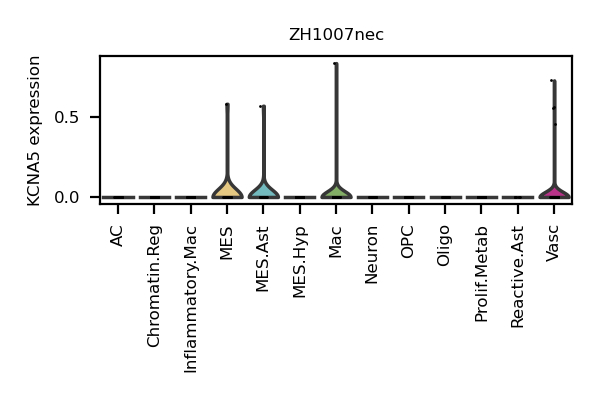 ZH1007nec
KCNA5 expression
0.5
0.0
AC
Chromatin.Reg
Inflammatory.Mac
MES
MES.Ast
MES.Hyp
Mac
Neuron
OPC
Oligo
Prolif.Metab
Reactive.Ast
Vasc